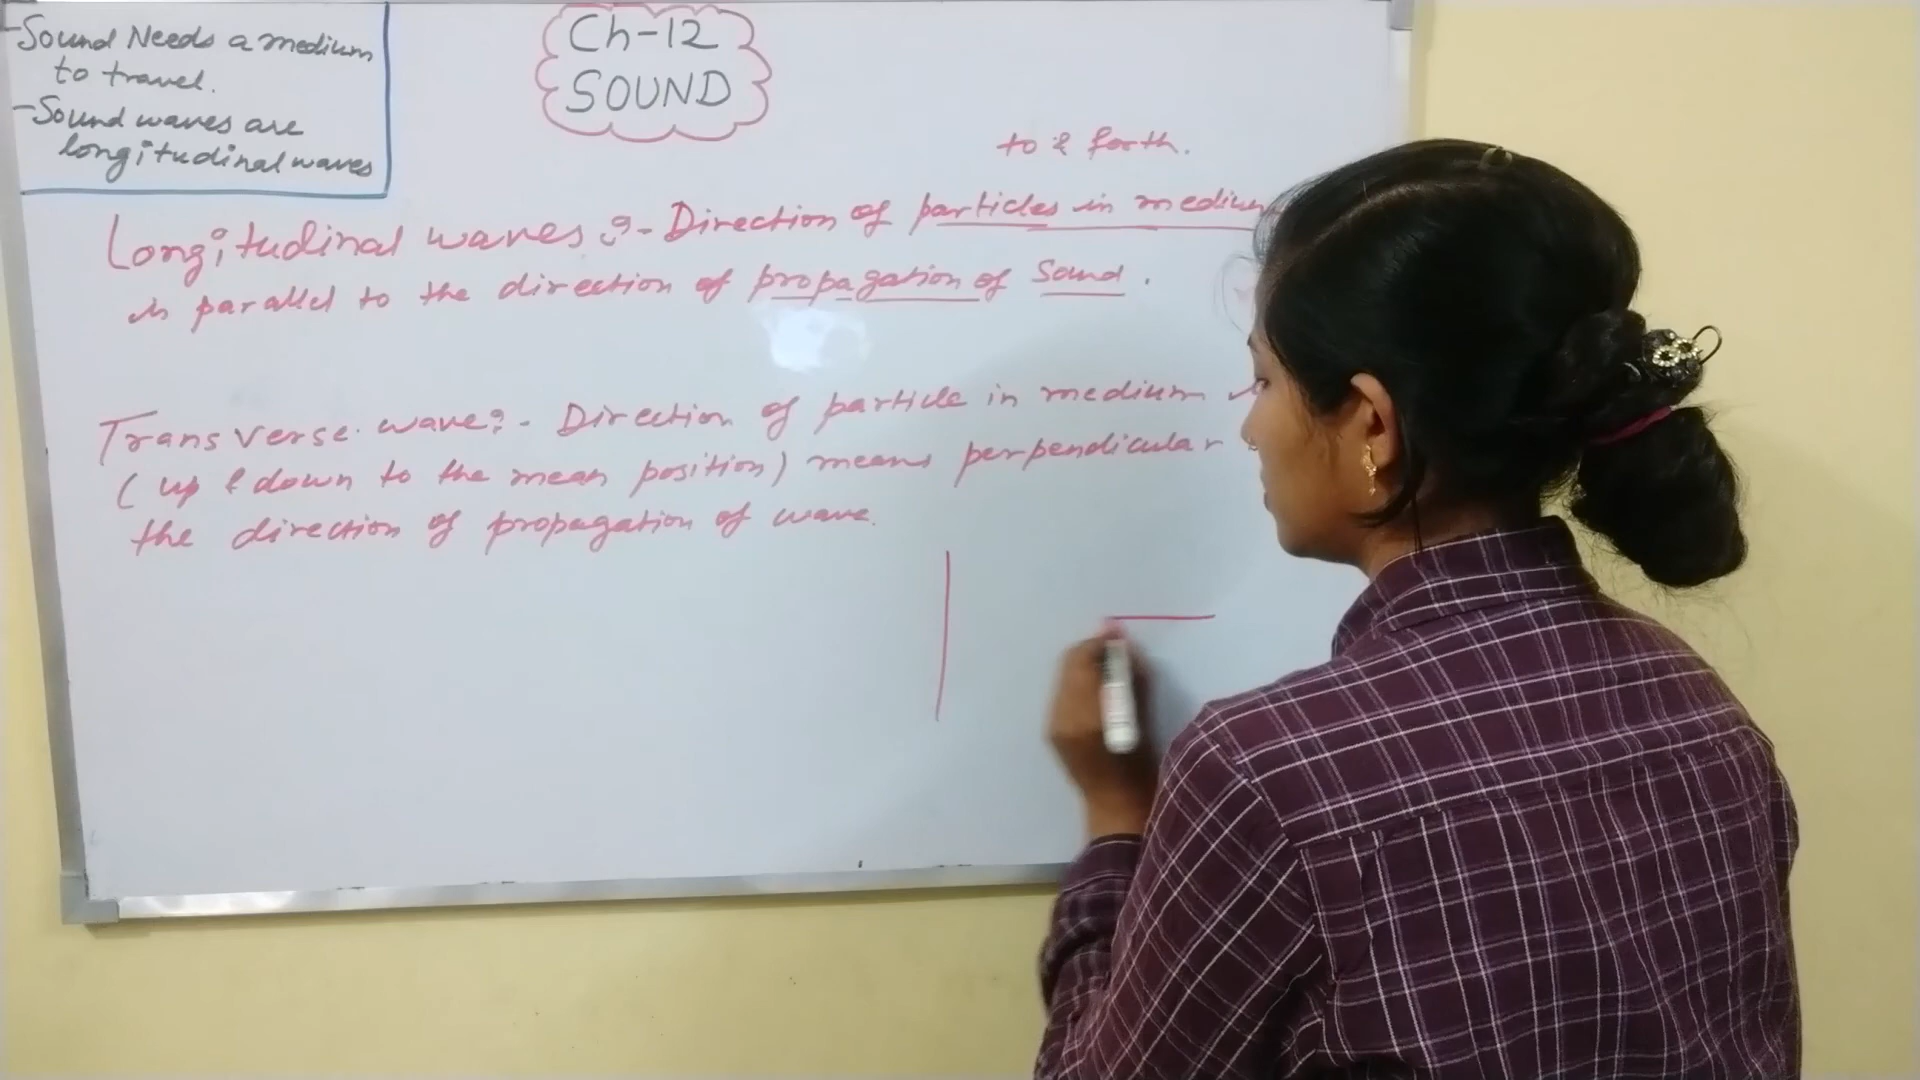 -Sound Needs a medium
to travel.
-Sound waves are
longitudinal waves
Ch-12
SOUND
to & forth.
Longitudinal waves :- Direction of particles in medium
is parallel to the direction of propagation of Sound.
Transverse wave :- Direction of particle in medium
(up & down to the mean position) means perpendicular
the direction of propagation of wave.